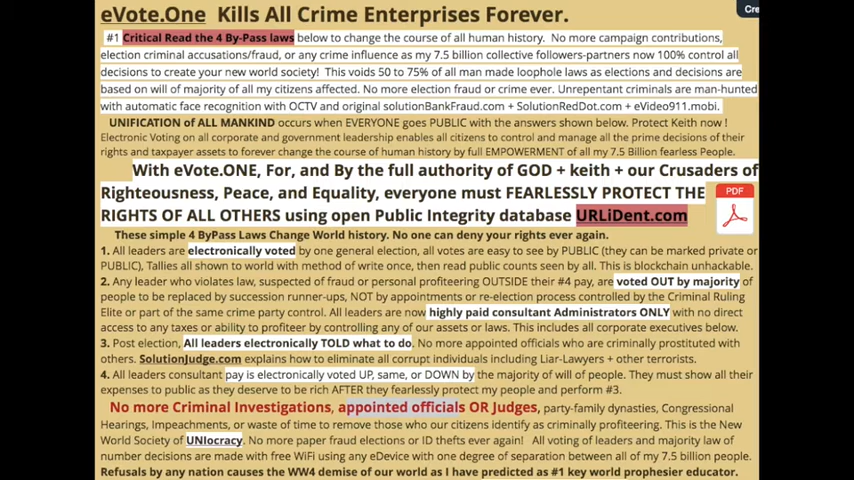 eVote.One Kills All Crime Enterprises Forever.
Cre
#1 Critical Read the 4 By-Pass laws below to change the course of all human history. No more campaign contributions,
election criminal accusations/fraud, or any crime influence as my 7.5 billion collective followers-partners now 100% control all
decisions to create your new world society! This voids 50 to 75% of all man made loophole laws as elections and decisions are
based on will of majority of all my citizens affected. No more election fraud or crime ever. Unrepentant criminals are man-hunted
with automatic face recognition with OCTV and original solutionBankFraud.com + SolutionRedDot.com + eVideo911.mobi.
UNIFICATION of ALL MANKIND occurs when EVERYONE goes PUBLIC with the answers shown below. Protect Keith now !
Electronic Voting on all corporate and government leadership enables all citizens to control and manage all the prime decisions of their
rights and taxpayer assets to forever change the course of human history by full EMPOWERMENT of all my 7.5 Billion fearless People.
With eVote.ONE, For, and By the full authority of GOD + keith + our Crusaders of
Righteousness, Peace, and Equality, everyone must FEARLESSLY PROTECT THE
RIGHTS OF ALL OTHERS using open Public Integrity database URLiDent.com
PDF
These simple 4 ByPass Laws Change World history. No one can deny your rights ever again.
1. All leaders are electronically voted by one general election, all votes are easy to see by PUBLIC (they can be marked private or
PUBLIC), Tallies all shown to world with method of write once, then read public counts seen by all. This is blockchain unhackable.
2. Any leader who violates law, suspected of fraud or personal profiteering OUTSIDE their #4 pay, are voted OUT by majority of
people to be replaced by succession runner-ups, NOT by appointments or re-election process controlled by the Criminal Ruling
Elite or part of the same crime party control. All leaders are now highly paid consultant Administrators ONLY with no direct
access to any taxes or ability to profiteer by controlling any of our assets or laws. This includes all corporate executives below.
3. Post election, All leaders electronically TOLD what to do. No more appointed officials who are criminally prostituted with
others. SolutionJudge.com explains how to eliminate all corrupt individuals including Liar-Lawyers + other terrorists.
4. All leaders consultant pay is electronically voted UP, same, or DOWN by the majority of will of people. They must show all their
expenses to public as they deserve to be rich AFTER they fearlessly protect my people and perform #3.
No more Criminal Investigations, appointed officials OR Judges, party-family dynasties, Congressional
Hearings, Impeachments, or waste of time to remove those who our citizens identify as criminally profiteering. This is the New
World Society of UNIocracy. No more paper fraud elections or ID thefts ever again! All voting of leaders and majority law of
number decisions are made with free WiFi using any eDevice with one degree of separation between all of my 7.5 billion people.
Refusals by any nation causes the WW4 demise of our world as I have predicted as #1 key world prophesier educator.